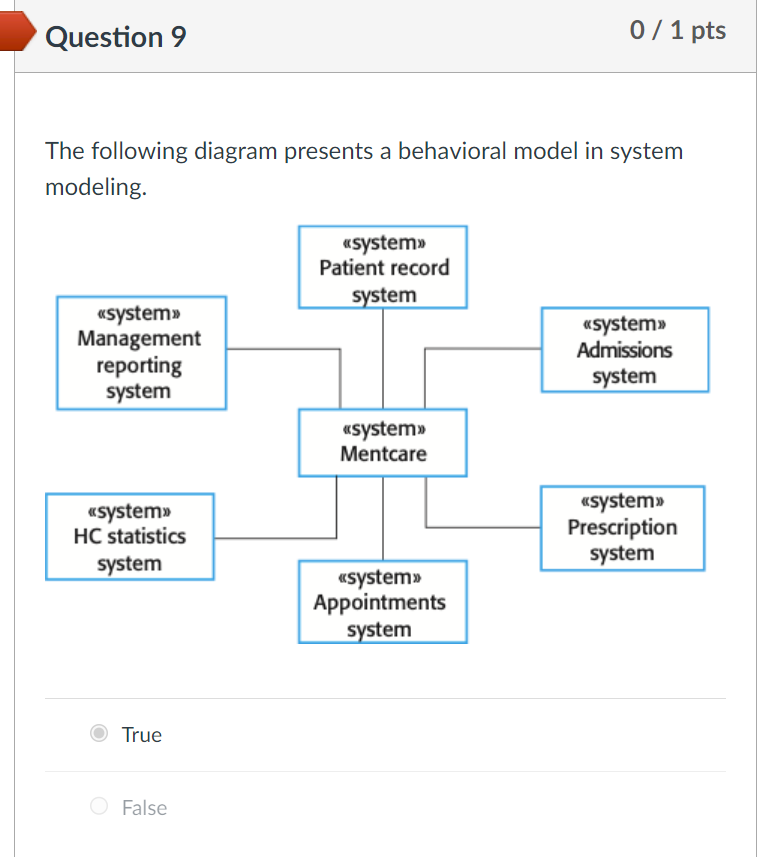 Question 9
0 / 1 pts
The following diagram presents a behavioral model in system
modeling.
«system»
Patient record
system
«system»
Management
reporting
system
«system»
Admissions
system
«system»
Mentcare
«system»
HC statistics
system
«system»
Prescription
system
«system»
Appointments
system
True
False